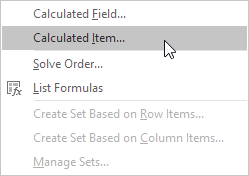 Calculated Field...
Calculated Item...
Solve Order...
List Formulas
Create Set Based on Row Items...
Create Set Based on Column Items...
Manage Sets...